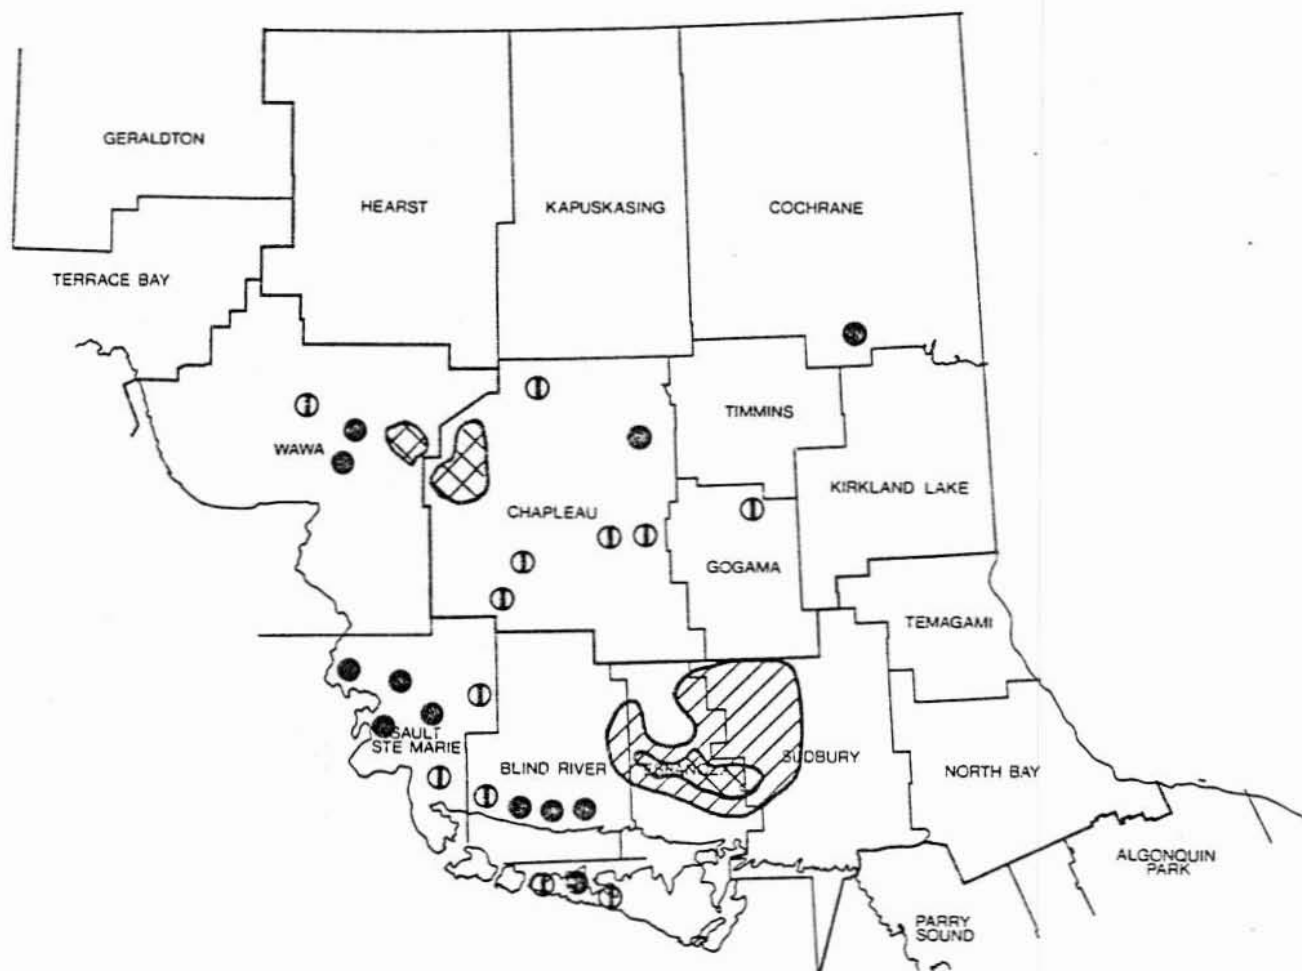 GERALDTON
HEARST
KAPUSKASING
COCHRANE
TERRACE BAY
TIMMINS
WAWA
KIRKLAND LAKE
CHAPLEAU
GOGAMA
TEMAGAMI
SAULT
STE MARIE
BLIND RIVER
SUDBURY
NORTH BAY
ALGONQUIN
PARK
PARRY
SOUND